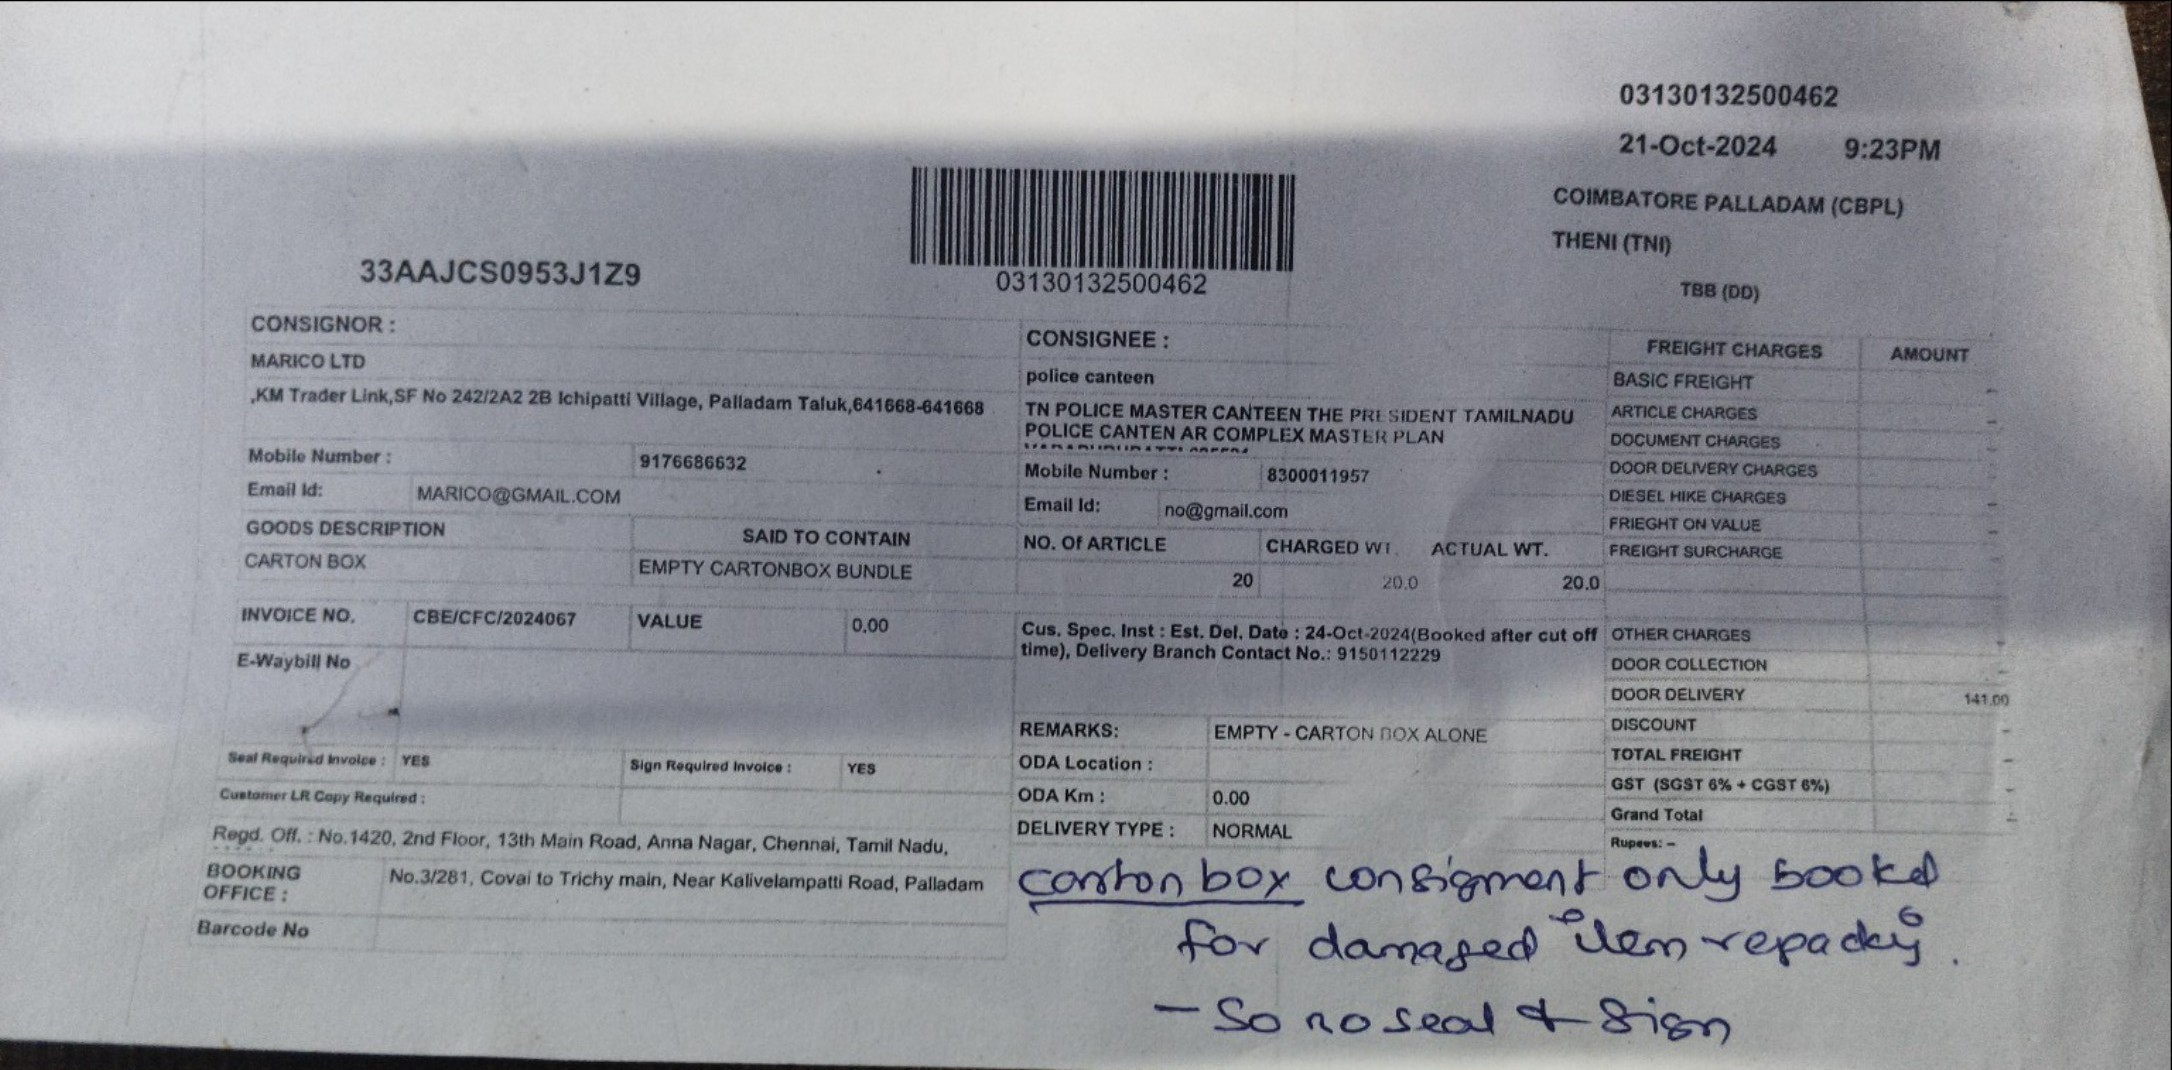 03130132500462
21-Oct-2024 9:23PM
COIMBATORE PALLADAM (CBPL)
THENI (TNI)
TBB (DD)
33AAJCS0953J1Z9
03130132500462
CONSIGNOR :
MARICO LTD
,KM Trader Link,SF No 242/2A2 2B Ichipatti Village, Palladam Taluk,641668-641668
Mobile Number : 9176686632
Email Id: MARICO@GMAIL.COM
GOODS DESCRIPTION SAID TO CONTAIN
CARTON BOX EMPTY CARTONBOX BUNDLE
INVOICE NO. CBE/CFC/2024067 VALUE 0.00
E-Waybill No
Seal Required Invoice : YES Sign Required Invoice : YES
Customer LR Copy Required :
Regd. Off. : No.1420, 2nd Floor, 13th Main Road, Anna Nagar, Chennai, Tamil Nadu,
BOOKING OFFICE : No.3/281, Covai to Trichy main, Near Kalivelampatti Road, Palladam
Barcode No
CONSIGNEE :
police canteen
TN POLICE MASTER CANTEEN THE PRESIDENT TAMILNADU
POLICE CANTEN AR COMPLEX MASTER PLAN
Mobile Number : 8300011957
Email Id: no@gmail.com
NO. Of ARTICLE CHARGED WT. ACTUAL WT.
20 20.0 20.0
Cus. Spec. Inst : Est. Del. Date : 24-Oct-2024(Booked after cut off
time), Delivery Branch Contact No.: 9150112229
REMARKS: EMPTY - CARTON BOX ALONE
ODA Location :
ODA Km : 0.00
DELIVERY TYPE : NORMAL
FREIGHT CHARGES AMOUNT
BASIC FREIGHT -
ARTICLE CHARGES -
DOCUMENT CHARGES
DOOR DELIVERY CHARGES
DIESEL HIKE CHARGES -
FRIEGHT ON VALUE -
FREIGHT SURCHARGE -
OTHER CHARGES -
DOOR COLLECTION -
DOOR DELIVERY 141.00
DISCOUNT -
TOTAL FREIGHT -
GST (SGST 6% + CGST 6%) -
Grand Total -
Rupees: -
carton box consignment only booked
for damaged item repacking.
- So no seal & sign